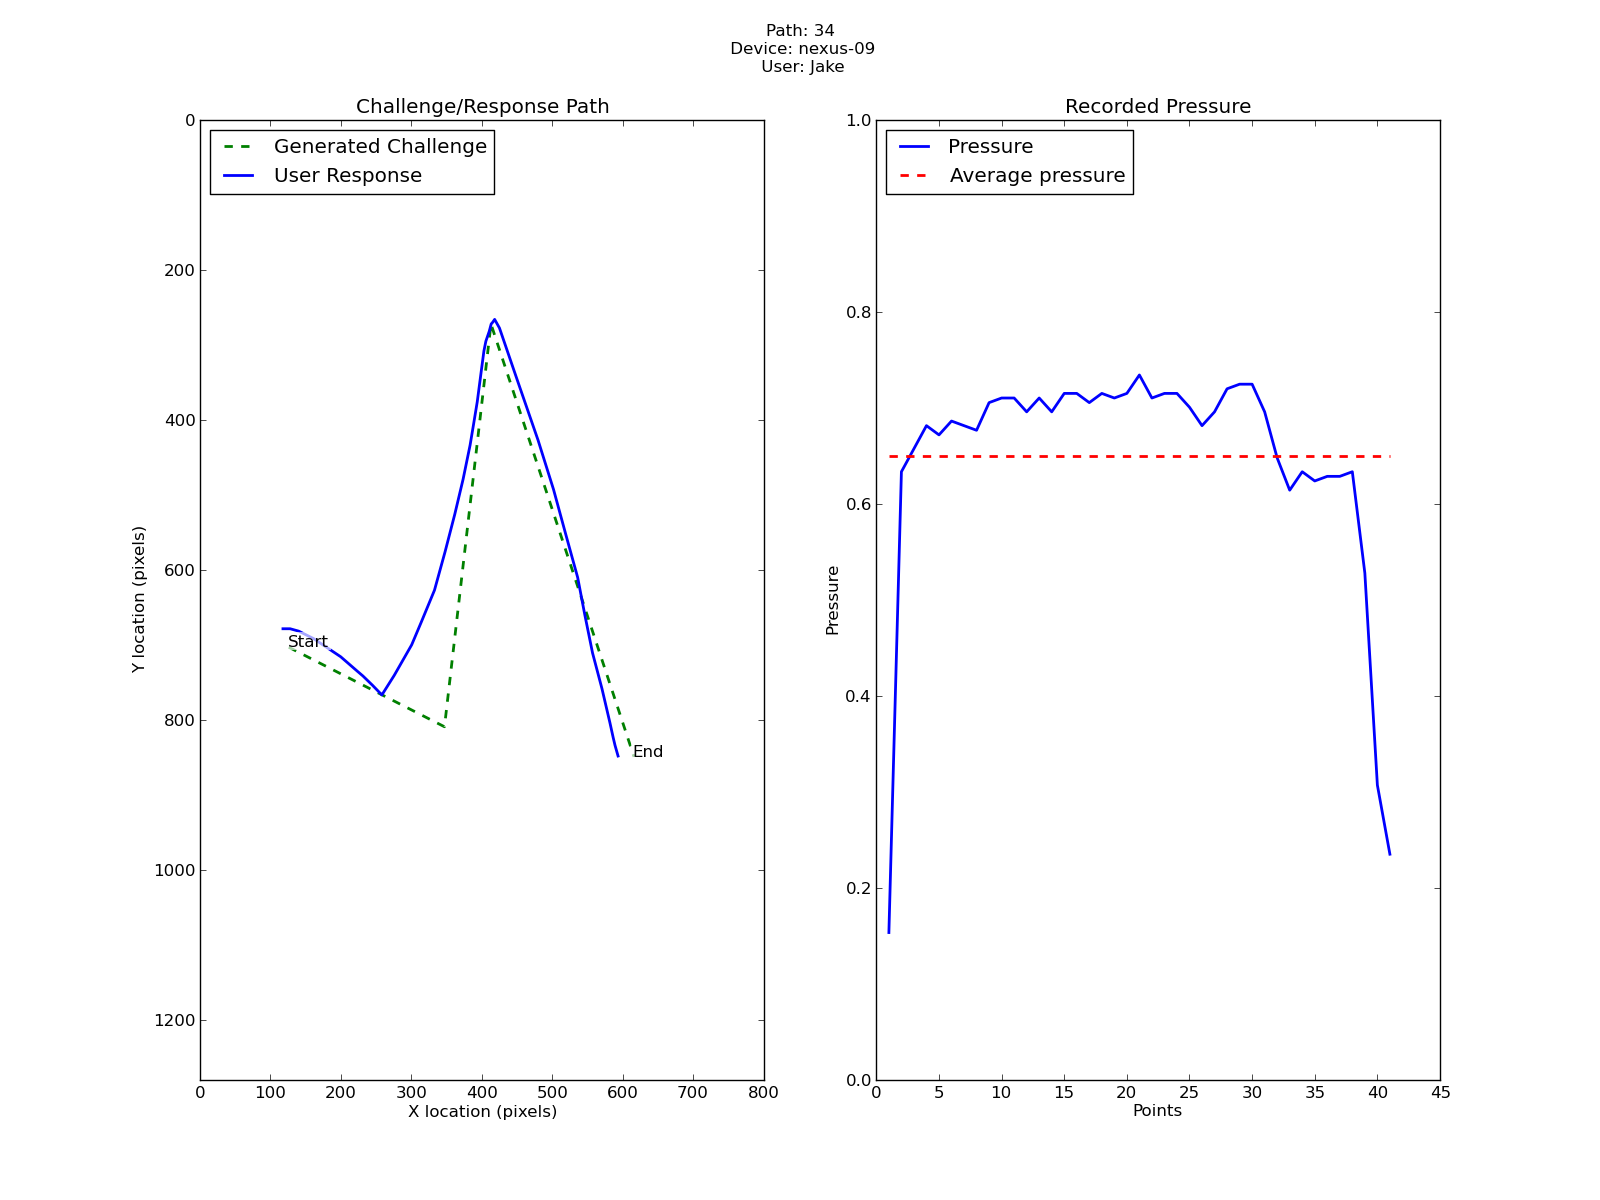 Path: 34
Device: nexus-09
User: Jake
Challenge/Response Path
Generated Challenge
User Response
0
200
400
600
800
1000
1200
Y location (pixels)
Start
End
0 100 200 300 400 500 600 700 800
X location (pixels)
Recorded Pressure
Pressure
Average pressure
1.0
0.8
0.6
0.4
0.2
0.0
Pressure
0 5 10 15 20 25 30 35 40 45
Points